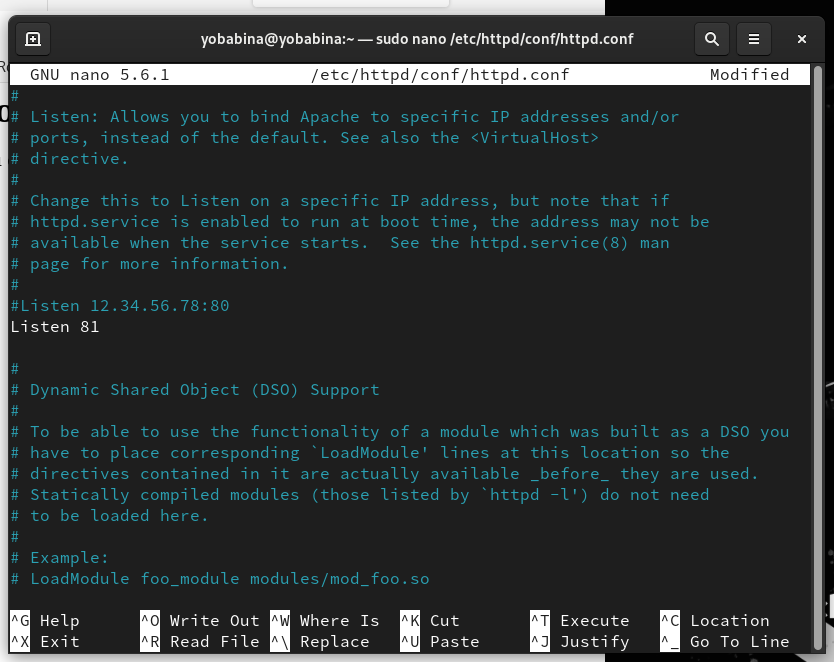 yobabina@yobabina:~ — sudo nano /etc/httpd/conf/httpd.conf
GNU nano 5.6.1 /etc/httpd/conf/httpd.conf Modified
#
# Listen: Allows you to bind Apache to specific IP addresses and/or
# ports, instead of the default. See also the <VirtualHost>
# directive.
#
# Change this to Listen on a specific IP address, but note that if
# httpd.service is enabled to run at boot time, the address may not be
# available when the service starts.  See the httpd.service(8) man
# page for more information.
#
#Listen 12.34.56.78:80
Listen 81
#
# Dynamic Shared Object (DSO) Support
#
# To be able to use the functionality of a module which was built as a DSO you
# have to place corresponding `LoadModule' lines at this location so the
# directives contained in it are actually available _before_ they are used.
# Statically compiled modules (those listed by `httpd -l') do not need
# to be loaded here.
#
# Example:
# LoadModule foo_module modules/mod_foo.so
^G Help ^O Write Out ^W Where Is ^K Cut ^T Execute ^C Location
^X Exit ^R Read File ^\ Replace ^U Paste ^J Justify ^_ Go To Line